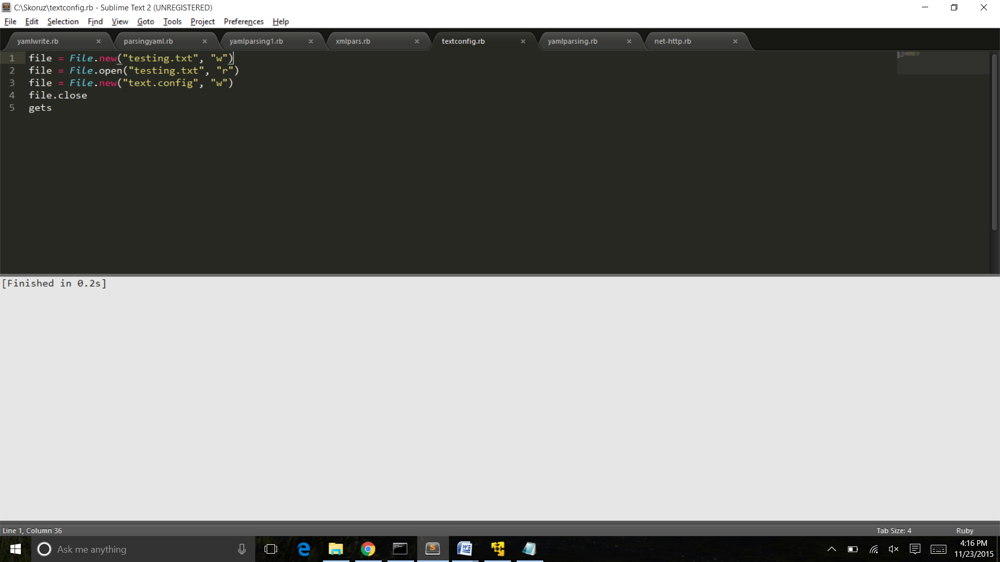 C:\Skoruz\textconfig.rb - Sublime Text 2 (UNREGISTERED)
File Edit Selection Find View Goto Tools Project Preferences Help
yamlwrite.rb parsingyaml.rb yamlparsing1.rb xmlpars.rb textconfig.rb yamlparsing.rb net-http.rb
1 file = File.new("testing.txt", "w")
2 file = File.open("testing.txt", "r")
3 file = File.new("text.config", "w")
4 file.close
5 gets
[Finished in 0.2s]
Line 1, Column 36 Tab Size: 4 Ruby
Ask me anything
4:16 PM
11/23/2015